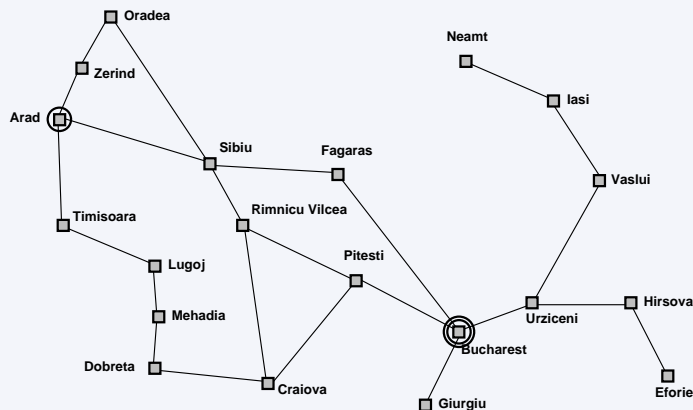 Oradea
Neamt
Zerind
Iasi
Arad
Sibiu
Fagaras
Vaslui
Rimnicu Vilcea
Timisoara
Pitesti
Lugoj
Hirsova
Mehadia
Urziceni
Bucharest
Dobreta
Craiova
Eforie
Giurgiu